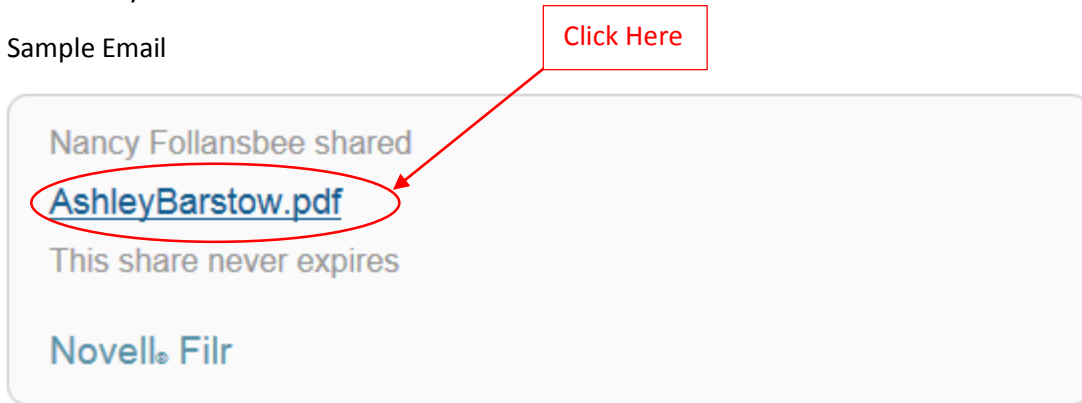 Sample Email
Click Here
Nancy Follansbee shared
AshleyBarstow.pdf
This share never expires
Novell® Filr